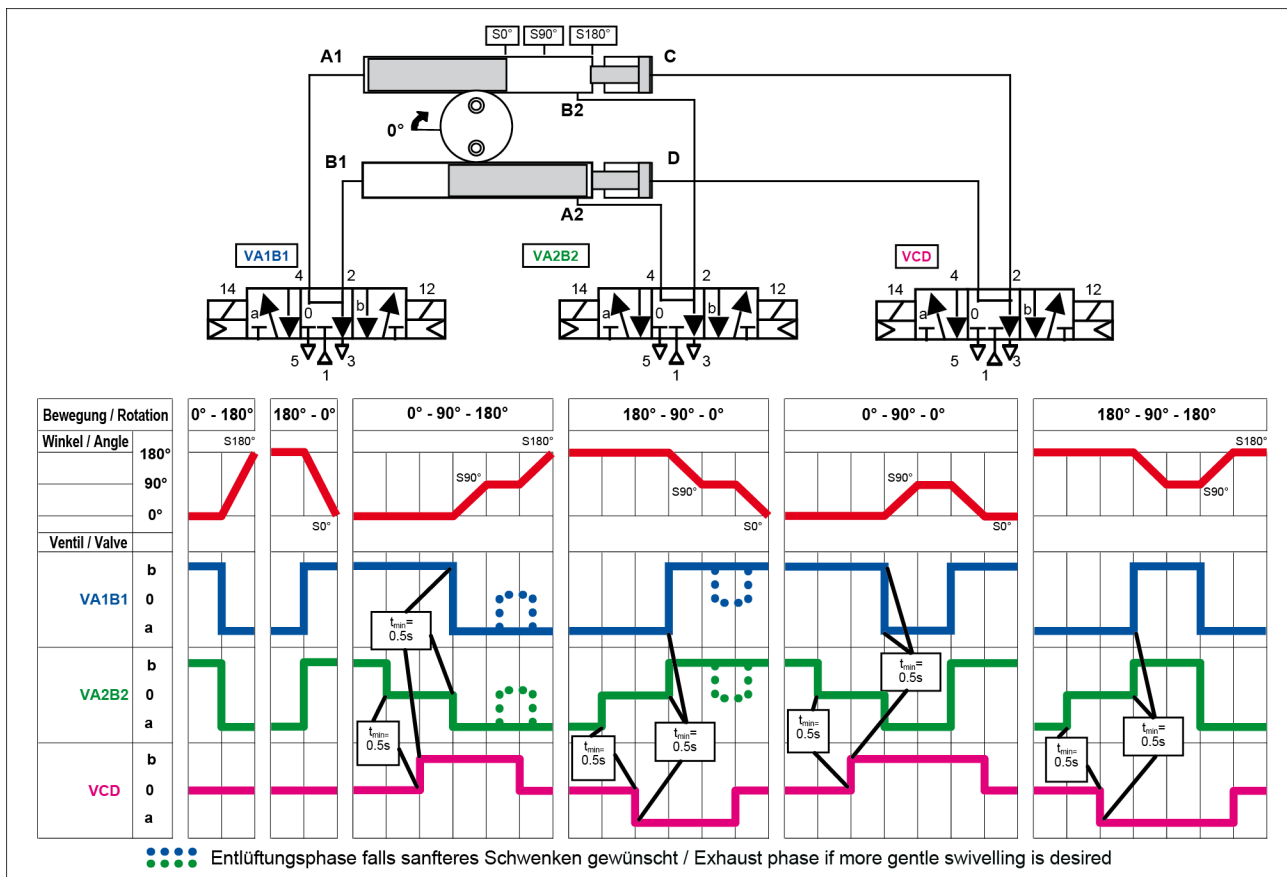 S0° S90° S180°
A1 C
B2
0°
B1 D
A2
VA1B1 VA2B2 VCD
4 2 4 2 4 2
14 12 14 12 14 12
a 0 b a 0 b a 0 b
5 3 5 3 5 3
1 1 1
Bewegung / Rotation 0° - 180° 180° - 0° 0° - 90° - 180° 180° - 90° - 0° 0° - 90° - 0° 180° - 90° - 180°
Winkel / Angle
180° S180° S180° S180°
90° S90° S90° S90° S90°
0° S0° S0° S0°
Ventil / Valve
b
VA1B1 0
a
tmin= 0.5s
b
VA2B2 0
a
tmin= 0.5s
tmin= 0.5s
tmin= 0.5s
tmin= 0.5s
tmin= 0.5s
tmin= 0.5s
tmin= 0.5s
b
VCD 0
a
Entlüftungsphase falls sanfteres Schwenken gewünscht / Exhaust phase if more gentle swivelling is desired